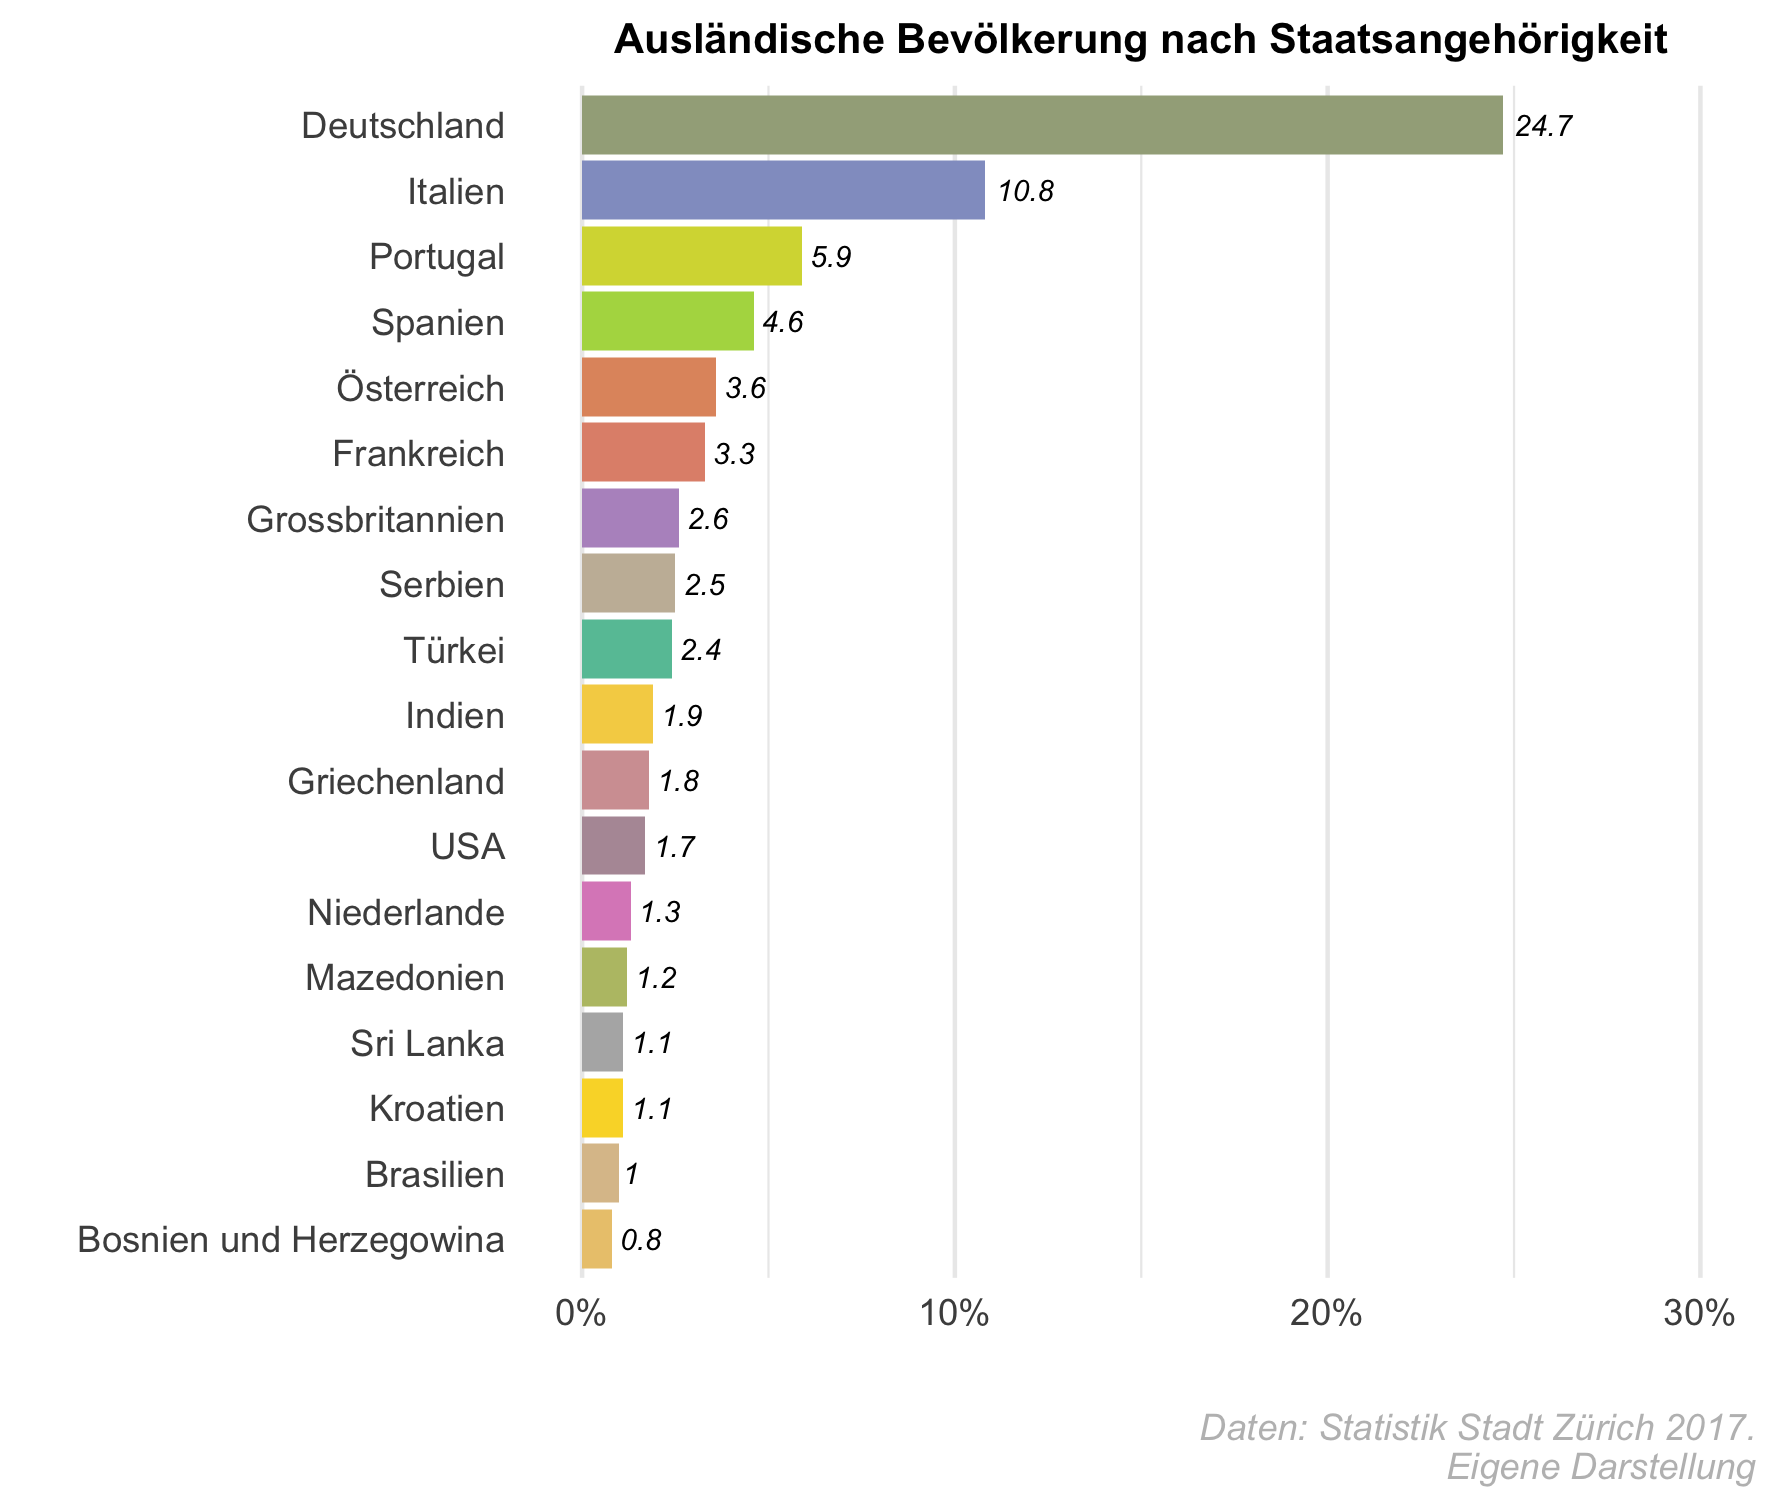 Ausländische Bevölkerung nach Staatsangehörigkeit
Deutschland 24.7
Italien 10.8
Portugal 5.9
Spanien 4.6
Österreich 3.6
Frankreich 3.3
Grossbritannien 2.6
Serbien 2.5
Türkei 2.4
Indien 1.9
Griechenland 1.8
USA 1.7
Niederlande 1.3
Mazedonien 1.2
Sri Lanka 1.1
Kroatien 1.1
Brasilien 1
Bosnien und Herzegowina 0.8
0% 10% 20% 30%
Daten: Statistik Stadt Zürich 2017.
Eigene Darstellung